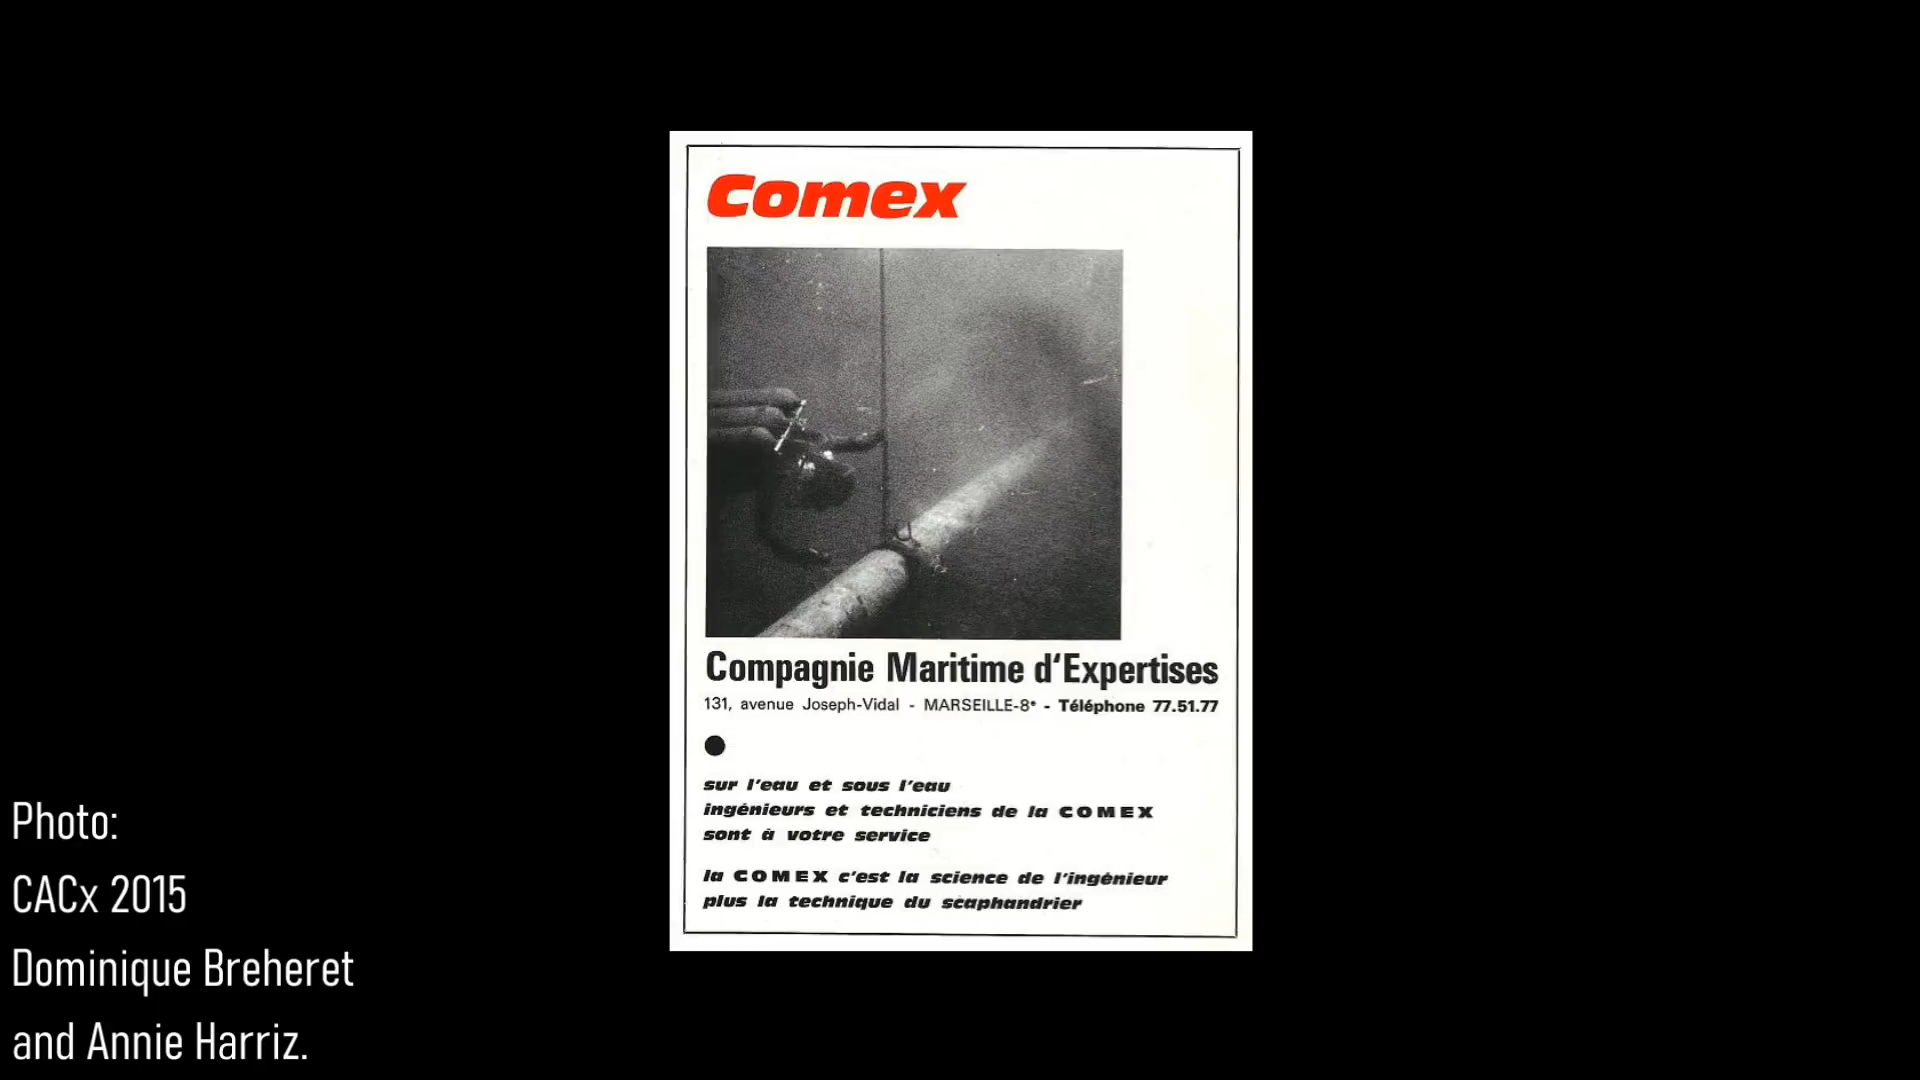 Comex
Compagnie Maritime d'Expertises
131, avenue Joseph-Vidal - MARSEILLE-8e - Téléphone 77.51.77
sur l'eau et sous l'eau
ingénieurs et techniciens de la COMEX
sont à votre service
la COMEX c'est la science de l'ingénieur
plus la technique du scaphandrier
Photo:
CACx 2015
Dominique Breheret
and Annie Harriz.